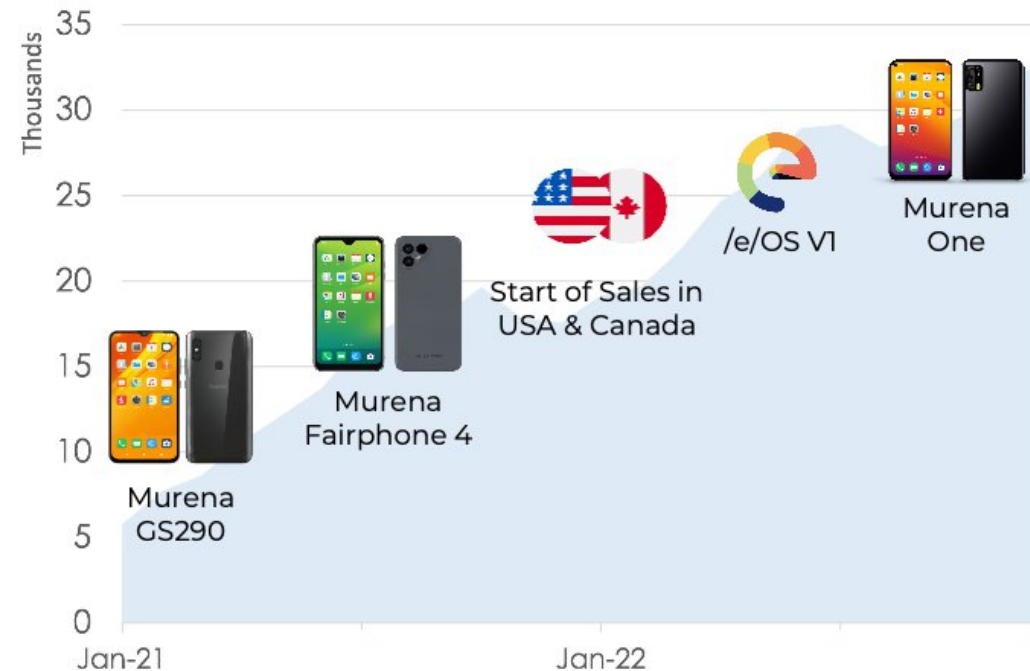 Thousands
35
30
25
20
15
10
5
0
Jan-21
Jan-22
Murena
GS290
Murena
Fairphone 4
Start of Sales in
USA & Canada
/e/OS V1
Murena
One